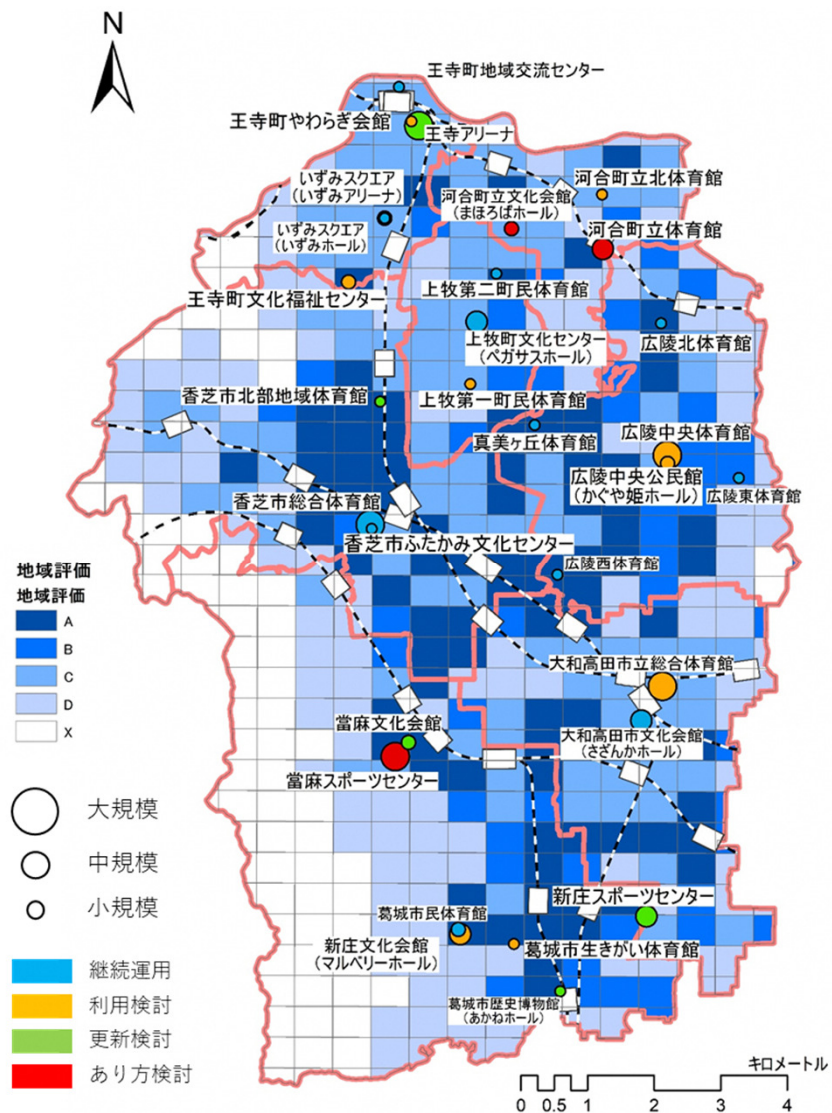 N
王寺町地域交流センター
王寺町やわらぎ会館
王寺アリーナ
いずみスクエア
(いずみアリーナ)
河合町立文化会館
(まほろばホール)
河合町立北体育館
いずみスクエア
(いずみホール)
河合町立体育館
王寺町文化福祉センター
上牧第二町民体育館
上牧町文化センター
(ペガサスホール)
広陵北体育館
香芝市北部地域体育館
上牧第一町民体育館
真美ヶ丘体育館
広陵中央体育館
広陵中央公民館
(かぐや姫ホール)
広陵東体育館
香芝市総合体育館
香芝市ふたかみ文化センター
広陵西体育館
地域評価
地域評価
A
B
C
D
X
大和高田市立総合体育館
當麻文化会館
大和高田市文化会館
(さざんかホール)
當麻スポーツセンター
大規模
中規模
小規模
新庄スポーツセンター
葛城市民体育館
新庄文化会館
(マルベリーホール)
葛城市生きがい体育館
葛城市歴史博物館
(あかねホール)
継続運用
利用検討
更新検討
あり方検討
キロメートル
0 0.5 1 2 3 4